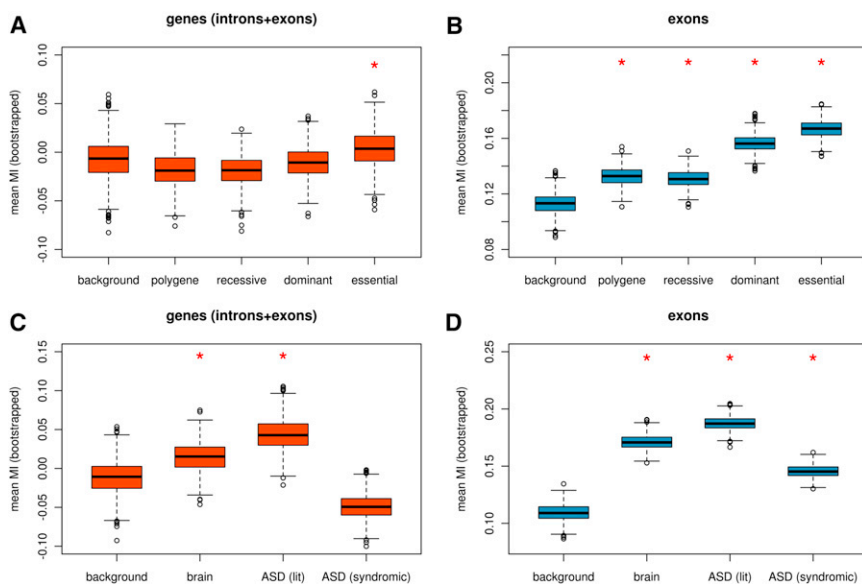 A
genes (introns+exons)
*
mean MI (bootstrapped)
0.10
0.05
0.00
-0.05
-0.10
background polygene recessive dominant essential
B
exons
* * * *
mean MI (bootstrapped)
0.20
0.16
0.12
0.08
background polygene recessive dominant essential
C
genes (introns+exons)
* *
mean MI (bootstrapped)
0.15
0.10
0.05
0.00
-0.05
-0.10
background brain ASD (lit) ASD (syndromic)
D
exons
* * *
mean MI (bootstrapped)
0.25
0.20
0.15
0.10
background brain ASD (lit) ASD (syndromic)